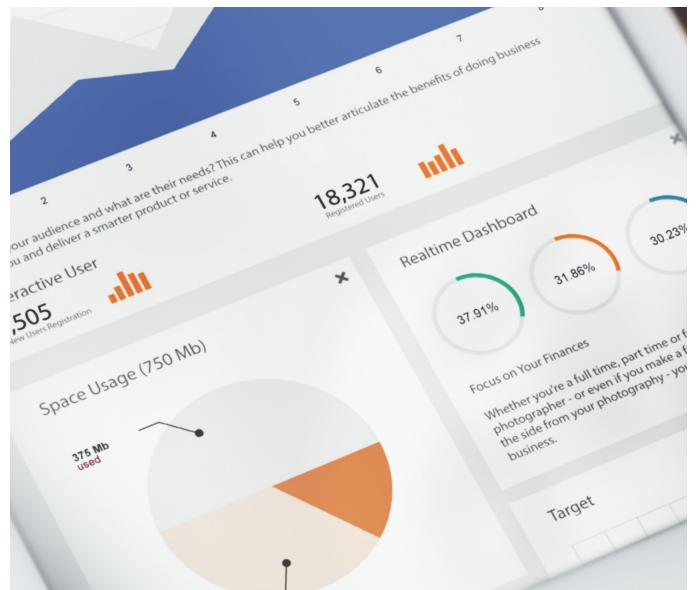 2 3 4 5 6 7 8
our audience and what are their needs? This can help you better articulate the benefits of doing business
ou and deliver a smarter product or service.
eractive User
,505
New Users Registration
18,321
Registered Users
Space Usage (750 Mb)
375 Mb
used
Realtime Dashboard
37.91%
31.86%
30.23%
Focus on Your Finances
Whether you're a full time, part time or f
photographer - or even if you make a f
the side from your photography - you
business.
Target